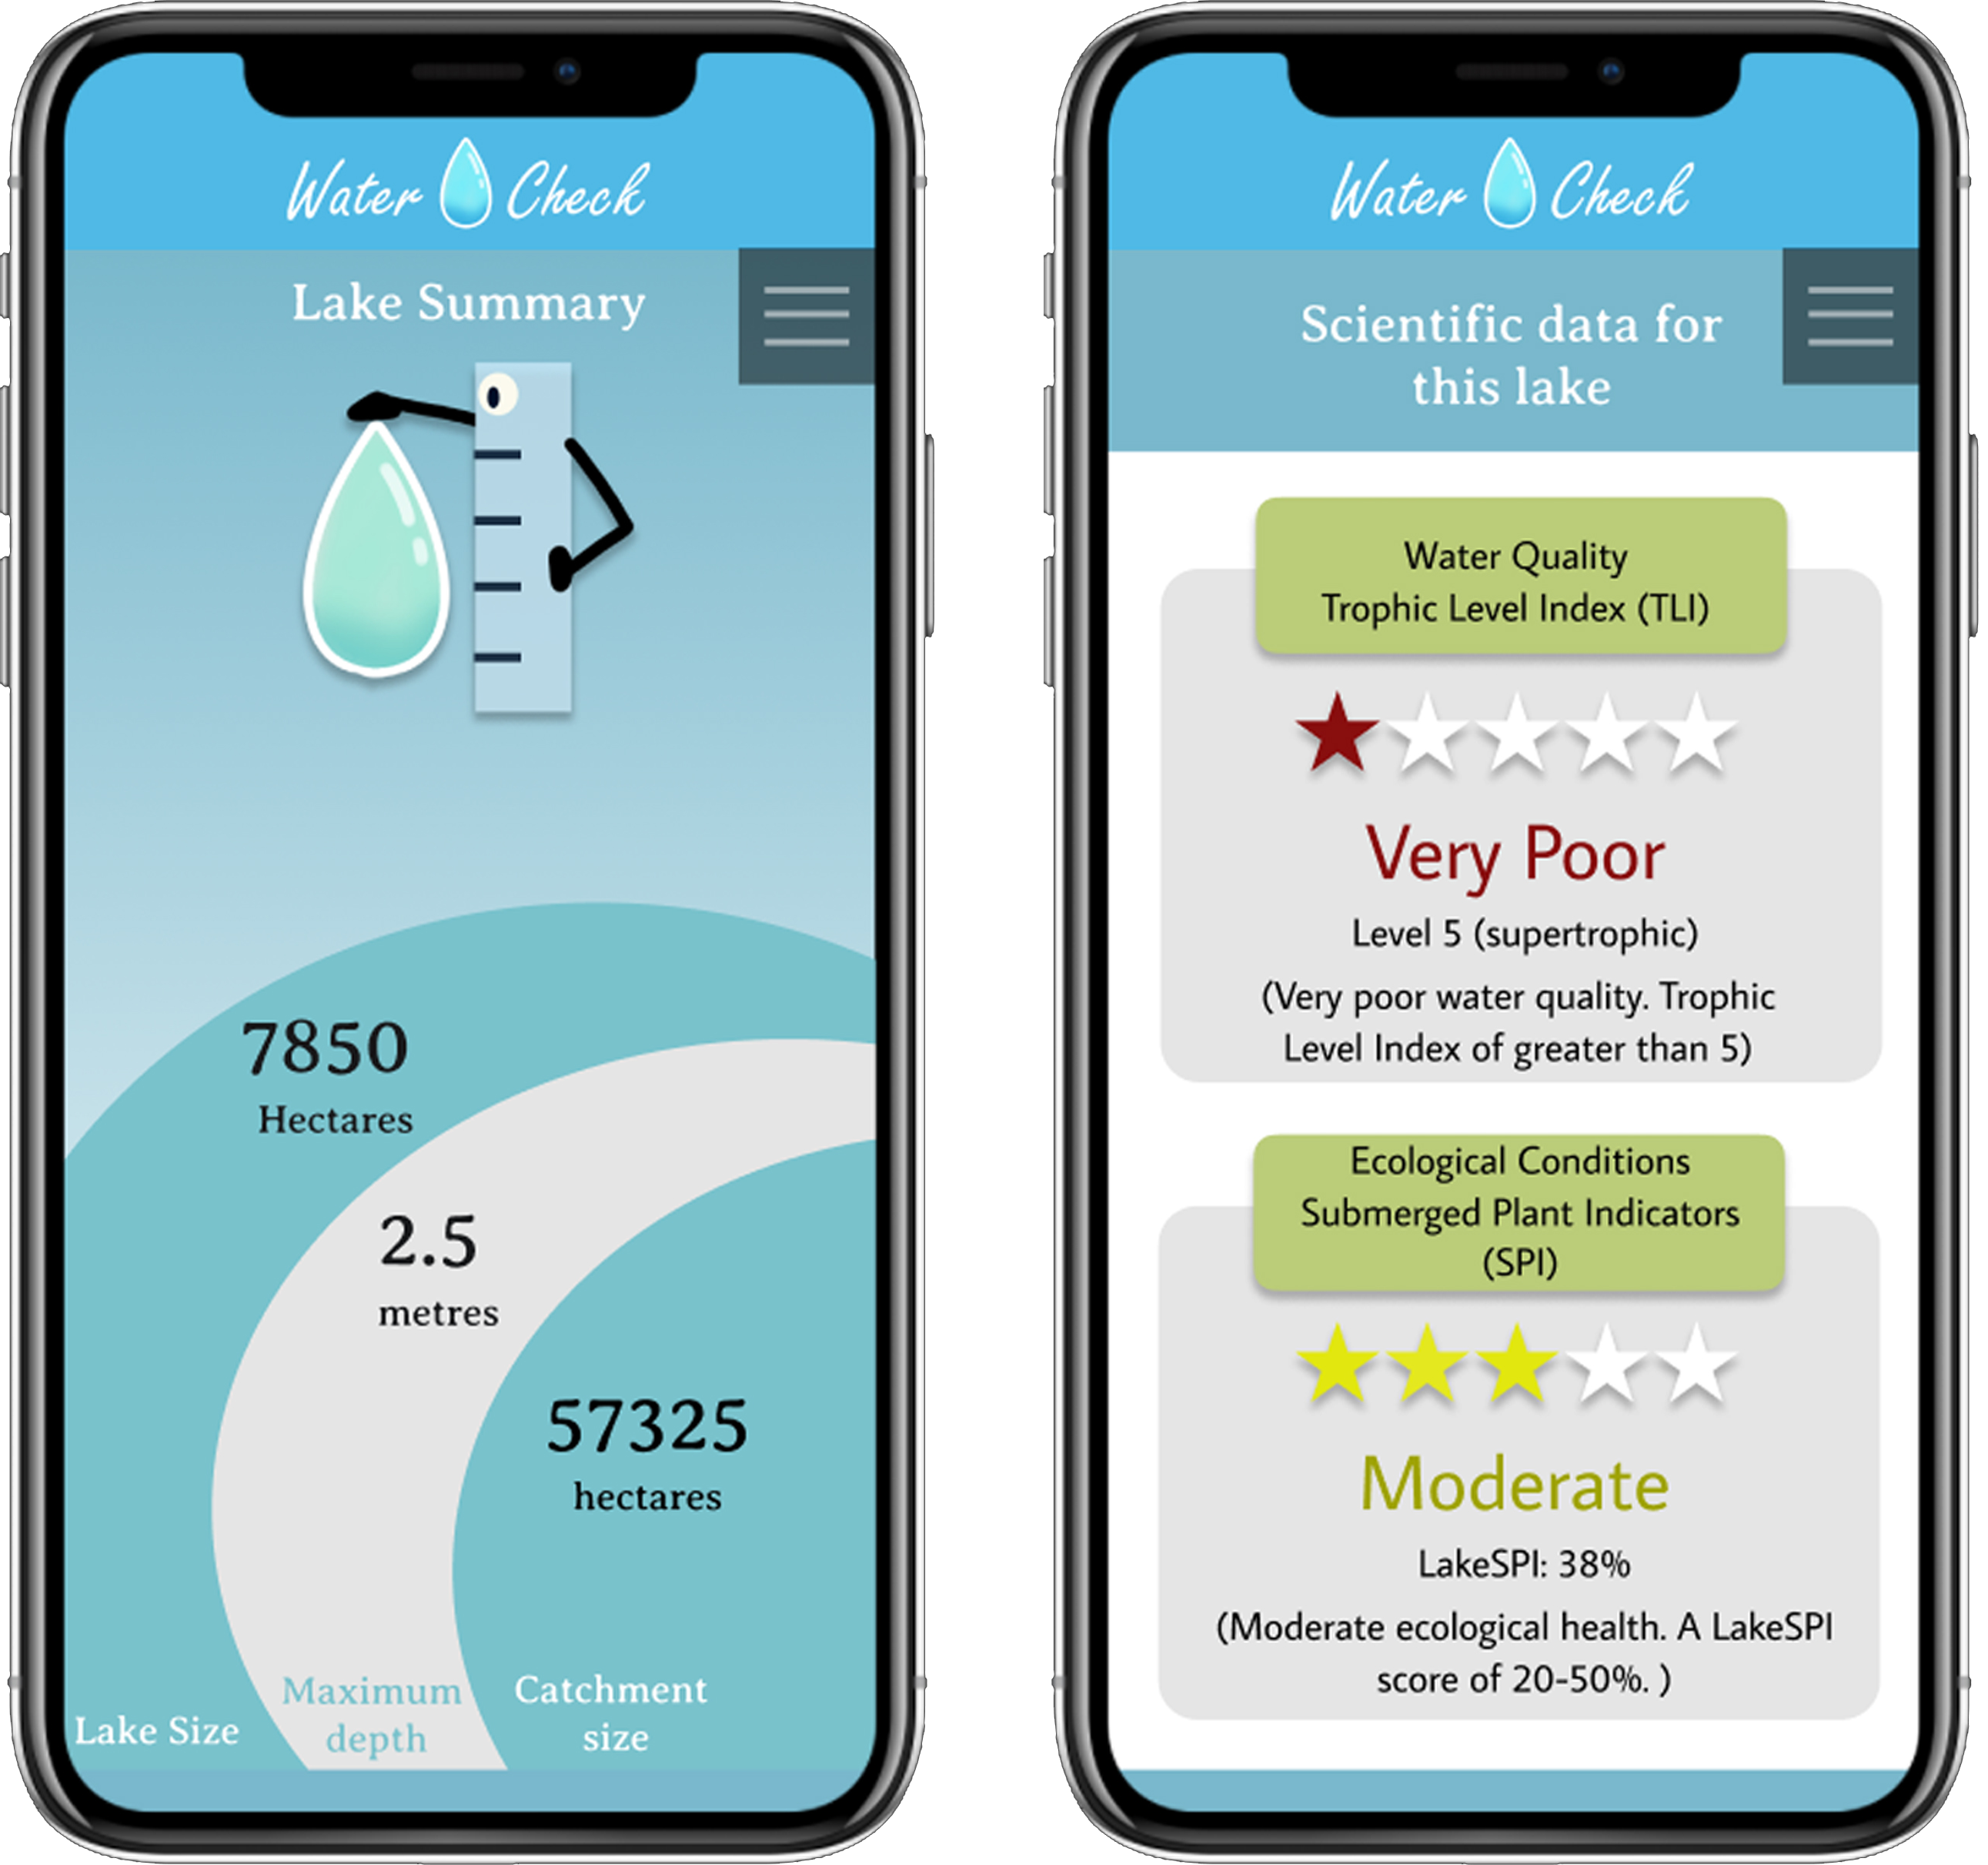 Water Check
Lake Summary
7850
Hectares
2.5
metres
57325
hectares
Lake Size
Maximum
depth
Catchment
size
Water Check
Scientific data for
this lake
Water Quality
Trophic Level Index (TLI)
Very Poor
Level 5 (supertrophic)
(Very poor water quality. Trophic
Level Index of greater than 5)
Ecological Conditions
Submerged Plant Indicators
(SPI)
Moderate
LakeSPI: 38%
(Moderate ecological health. A LakeSPI
score of 20-50%. )